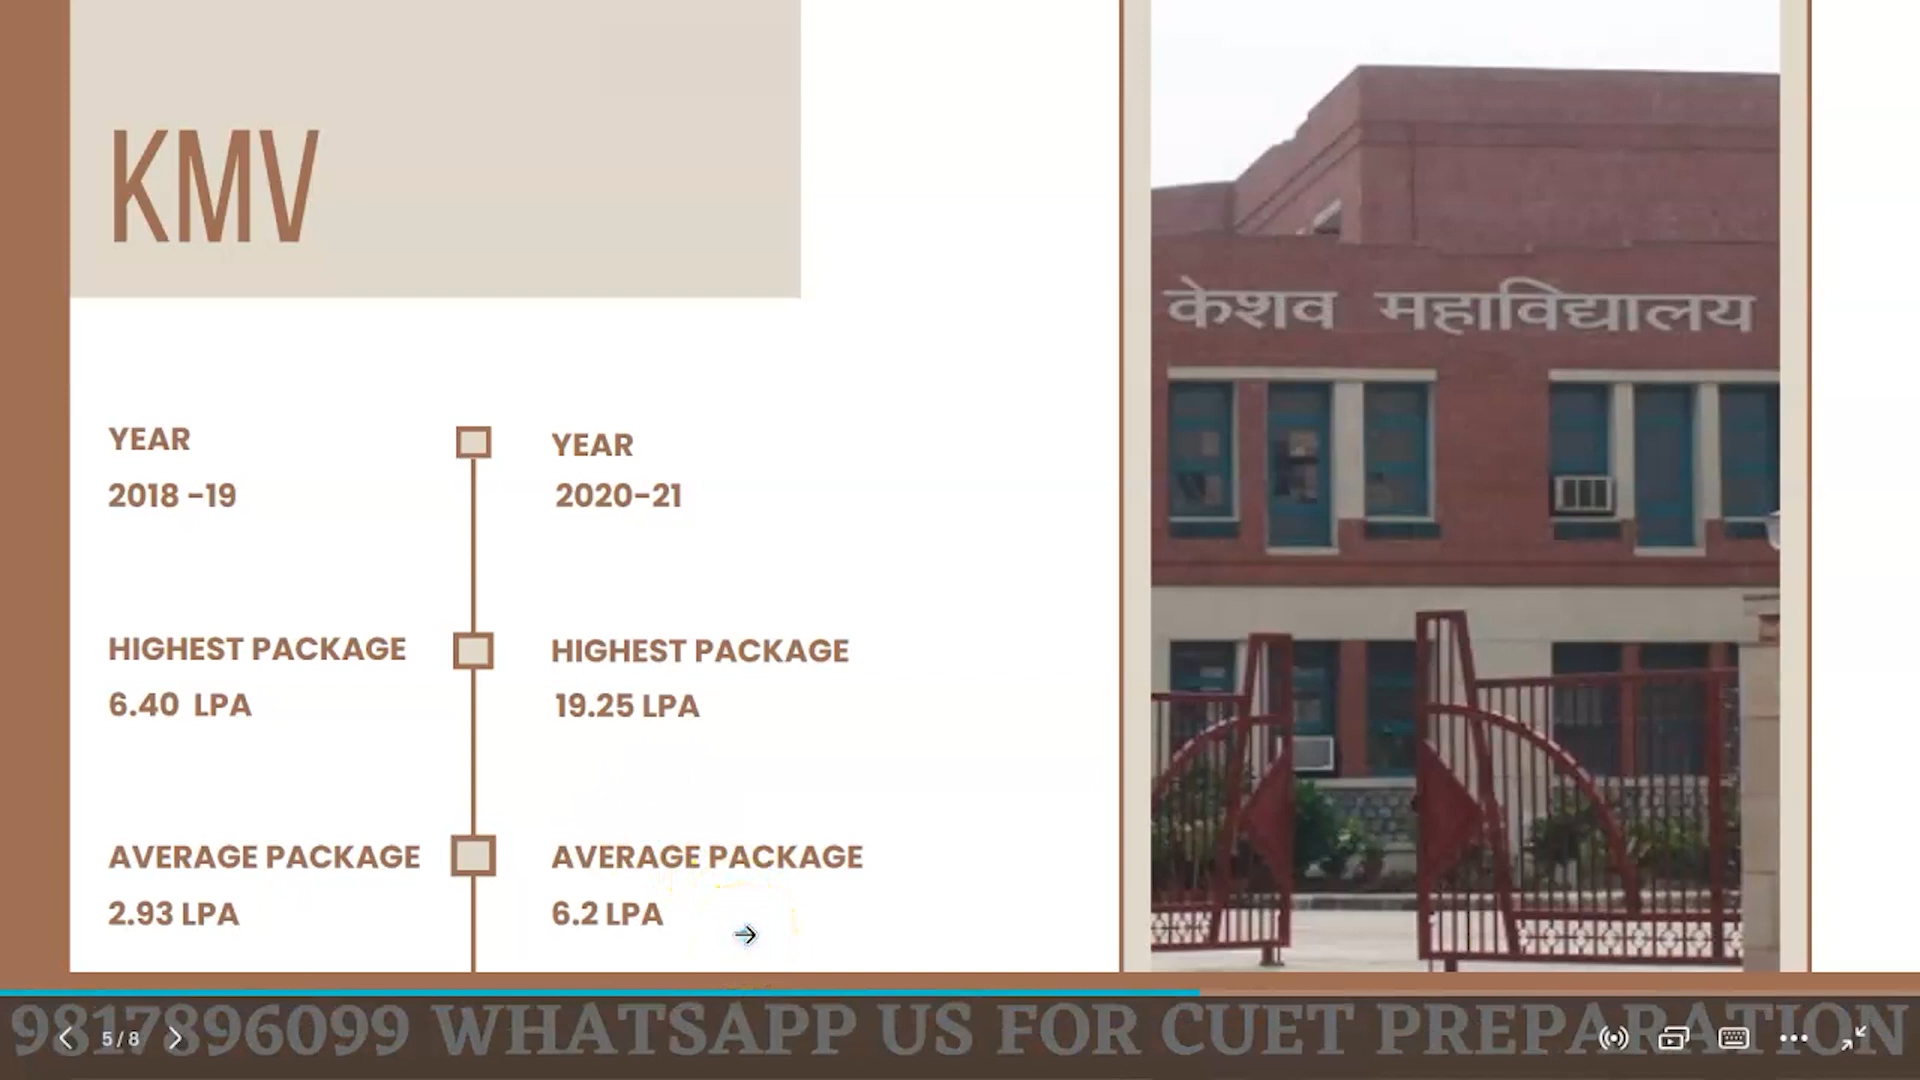 KMV
केशव महाविद्यालय
YEAR
2018 -19
YEAR
2020-21
HIGHEST PACKAGE
6.40 LPA
HIGHEST PACKAGE
19.25 LPA
AVERAGE PACKAGE
2.93 LPA
AVERAGE PACKAGE
6.2 LPA
9817896099 WHATSAPP US FOR CUET PREPARATION
5/8